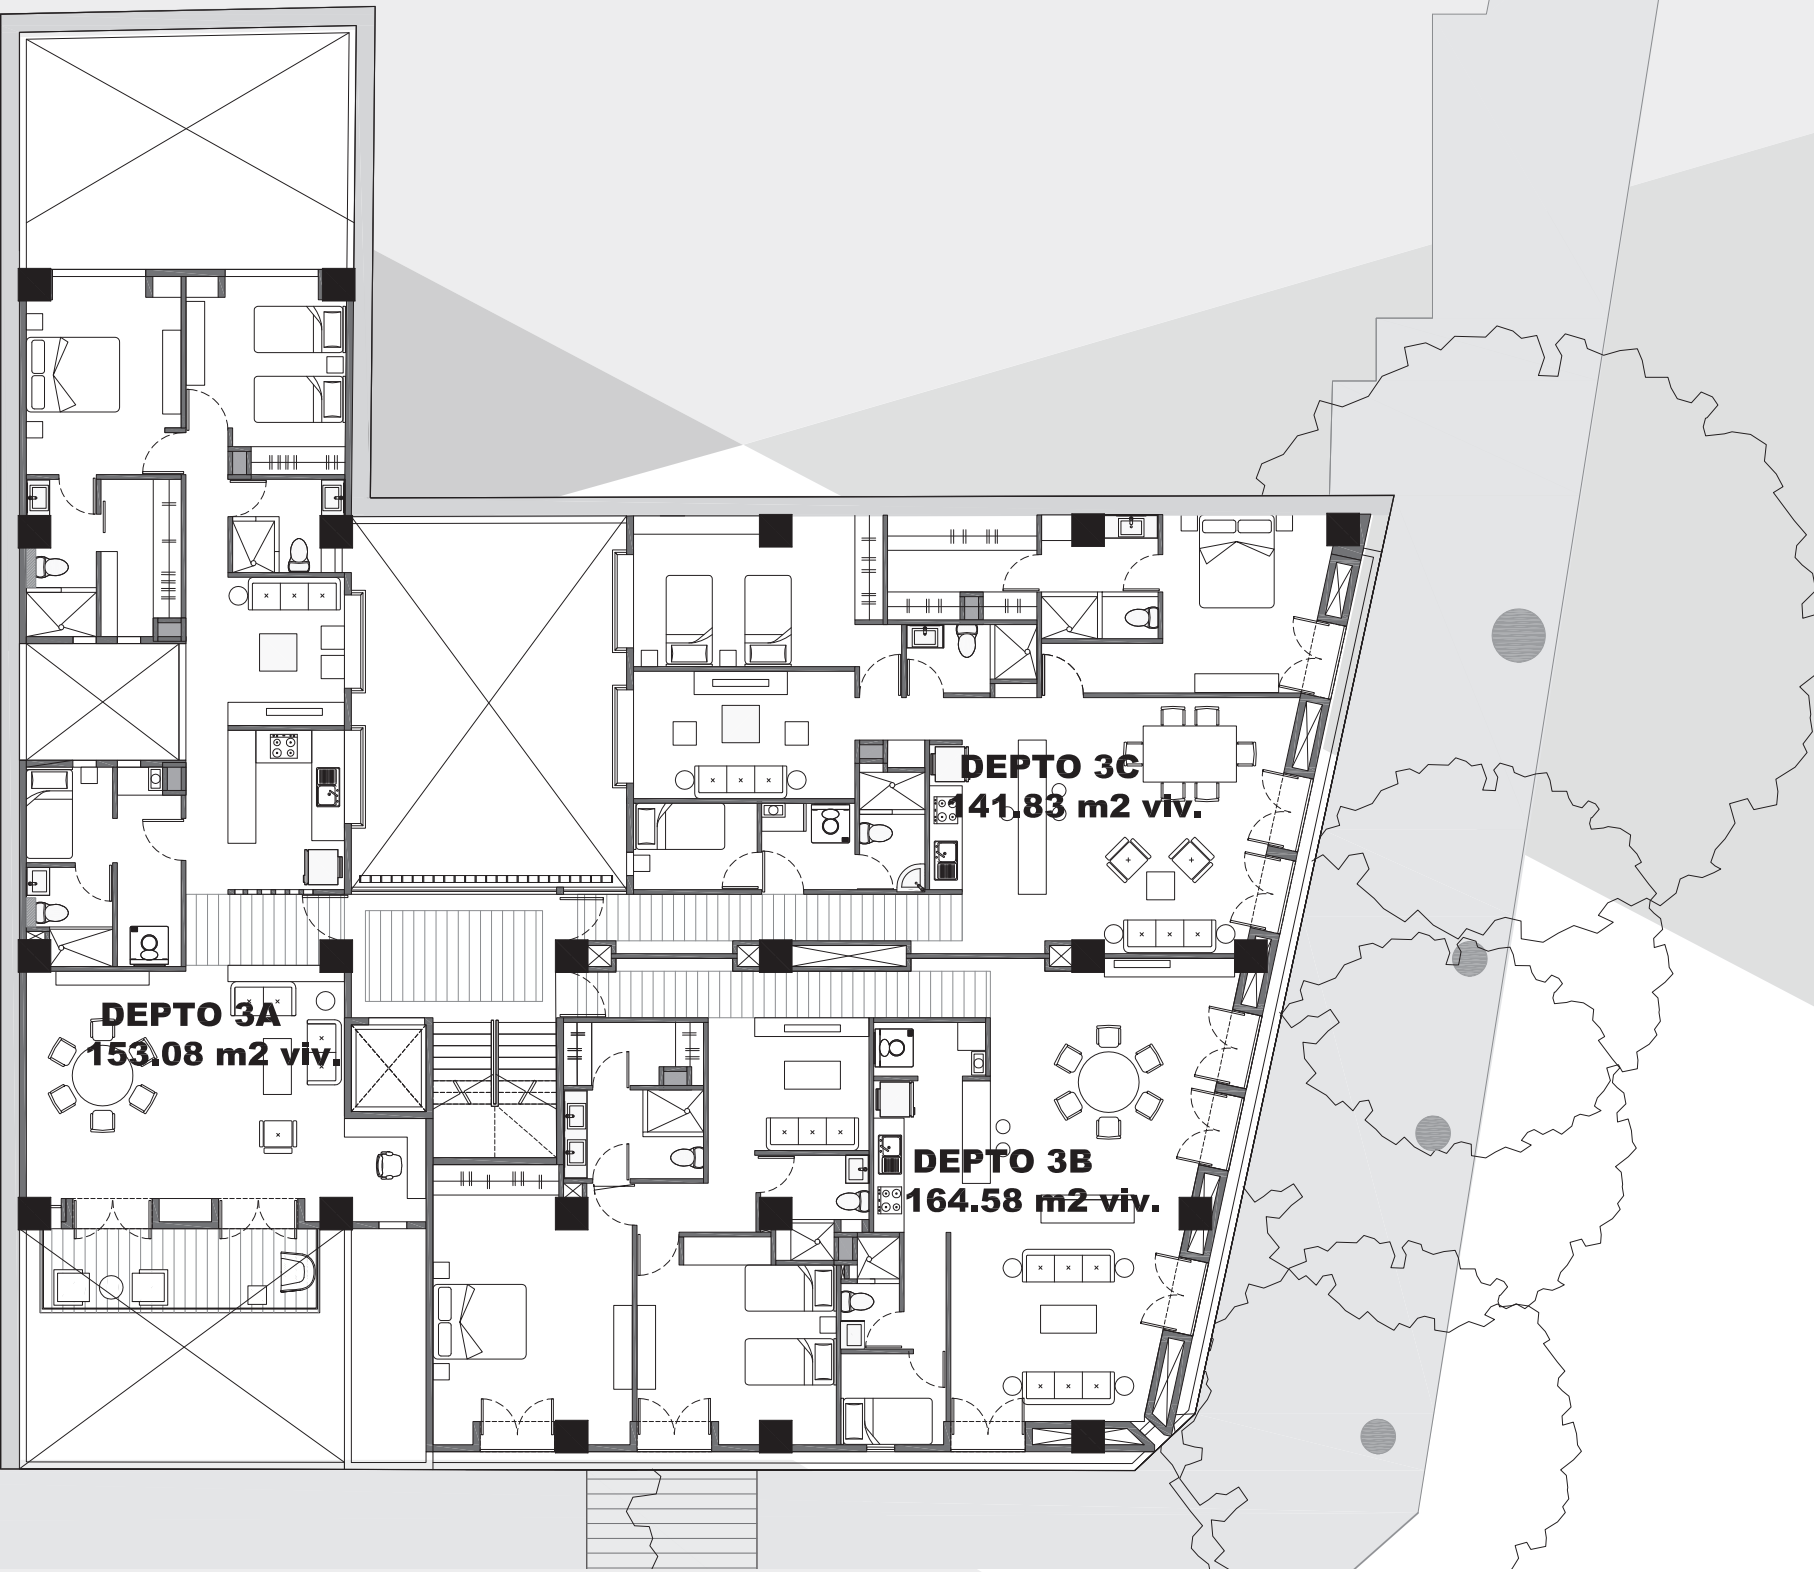 DEPTO 3C
141.83 m2 viv.
DEPTO 3A
153.08 m2 viv.
DEPTO 3B
164.58 m2 viv.